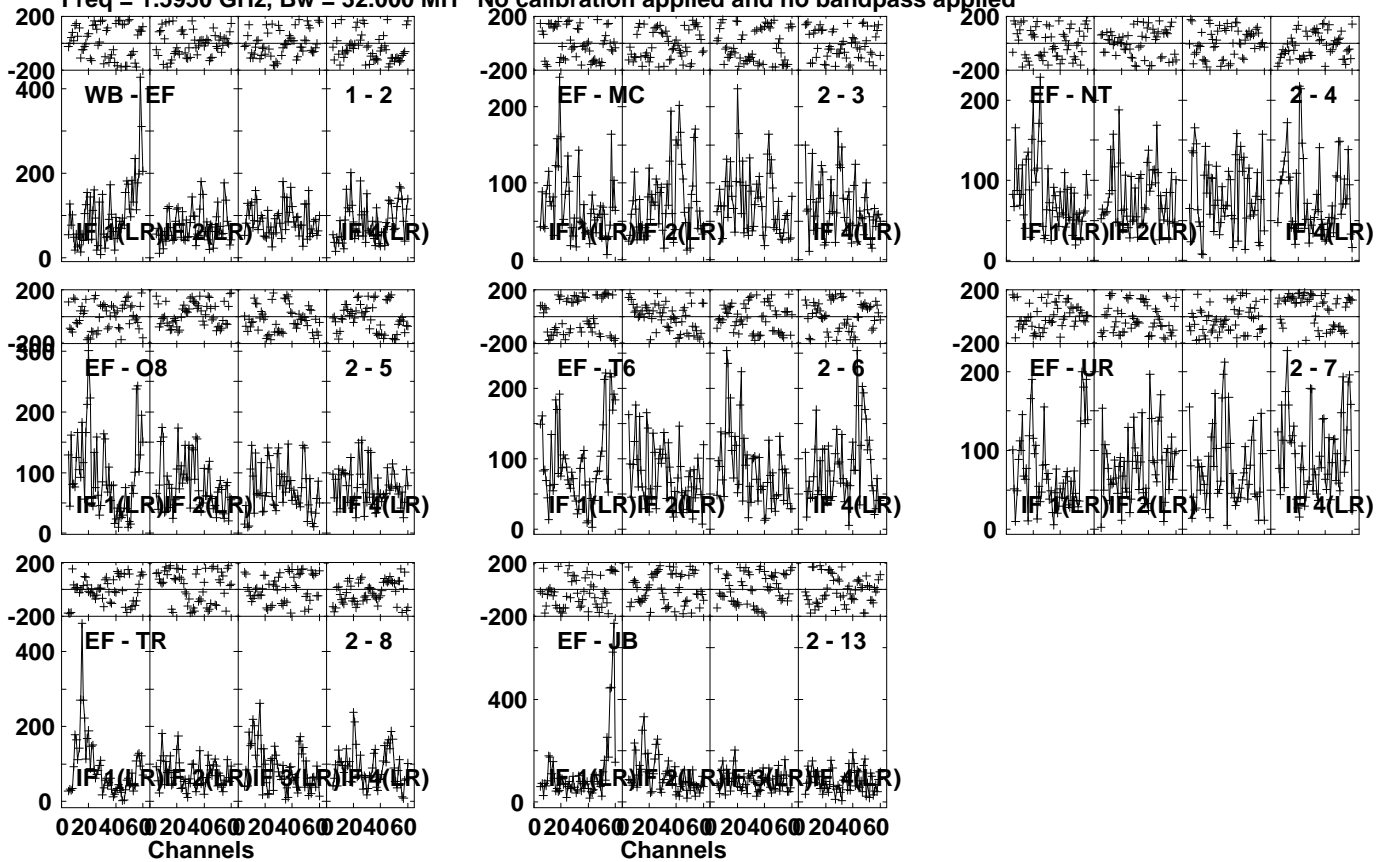 Freq = 1.5950 GHz, Bw = 32.000 MH No calibration applied and no bandpass applied
200
-200
400
200
0
WB - EF 1 - 2
IF 1(LR) IF 2(LR) IF 4(LR)
200
-200
200
100
0
EF - MC 2 - 3
IF 1(LR) IF 2(LR) IF 4(LR)
200
-200
200
100
0
EF - NT 2 - 4
IF 1(LR) IF 2(LR) IF 4(LR)
200
-200
300
200
100
0
EF - O8 2 - 5
IF 1(LR) IF 2(LR) IF 4(LR)
200
-200
200
100
0
EF - T6 2 - 6
IF 1(LR) IF 2(LR) IF 4(LR)
200
-200
200
100
0
EF - UR 2 - 7
IF 1(LR) IF 2(LR) IF 4(LR)
200
-200
400
200
0
EF - TR 2 - 8
IF 1(LR) IF 2(LR) IF 3(LR) IF 4(LR)
0 20 40 60 0 20 40 60 0 20 40 60 0 20 40 60
Channels
200
-200
400
0
EF - JB 2 - 13
IF 1(LR) IF 2(LR) IF 3(LR) IF 4(LR)
0 20 40 60 0 20 40 60 0 20 40 60 0 20 40 60
Channels